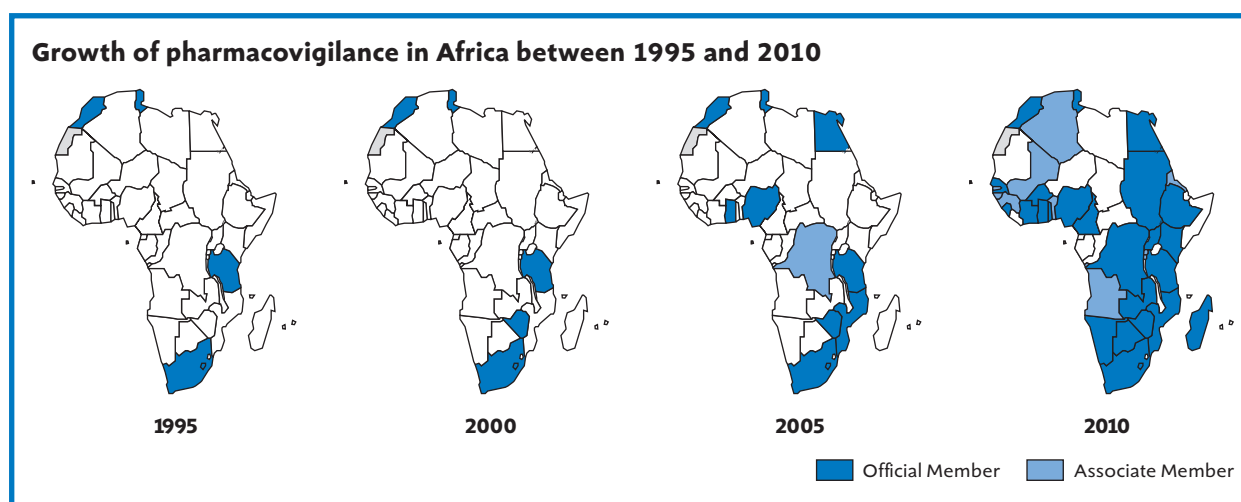 Growth of pharmacovigilance in Africa between 1995 and 2010
1995
2000
2005
2010
Official Member
Associate Member